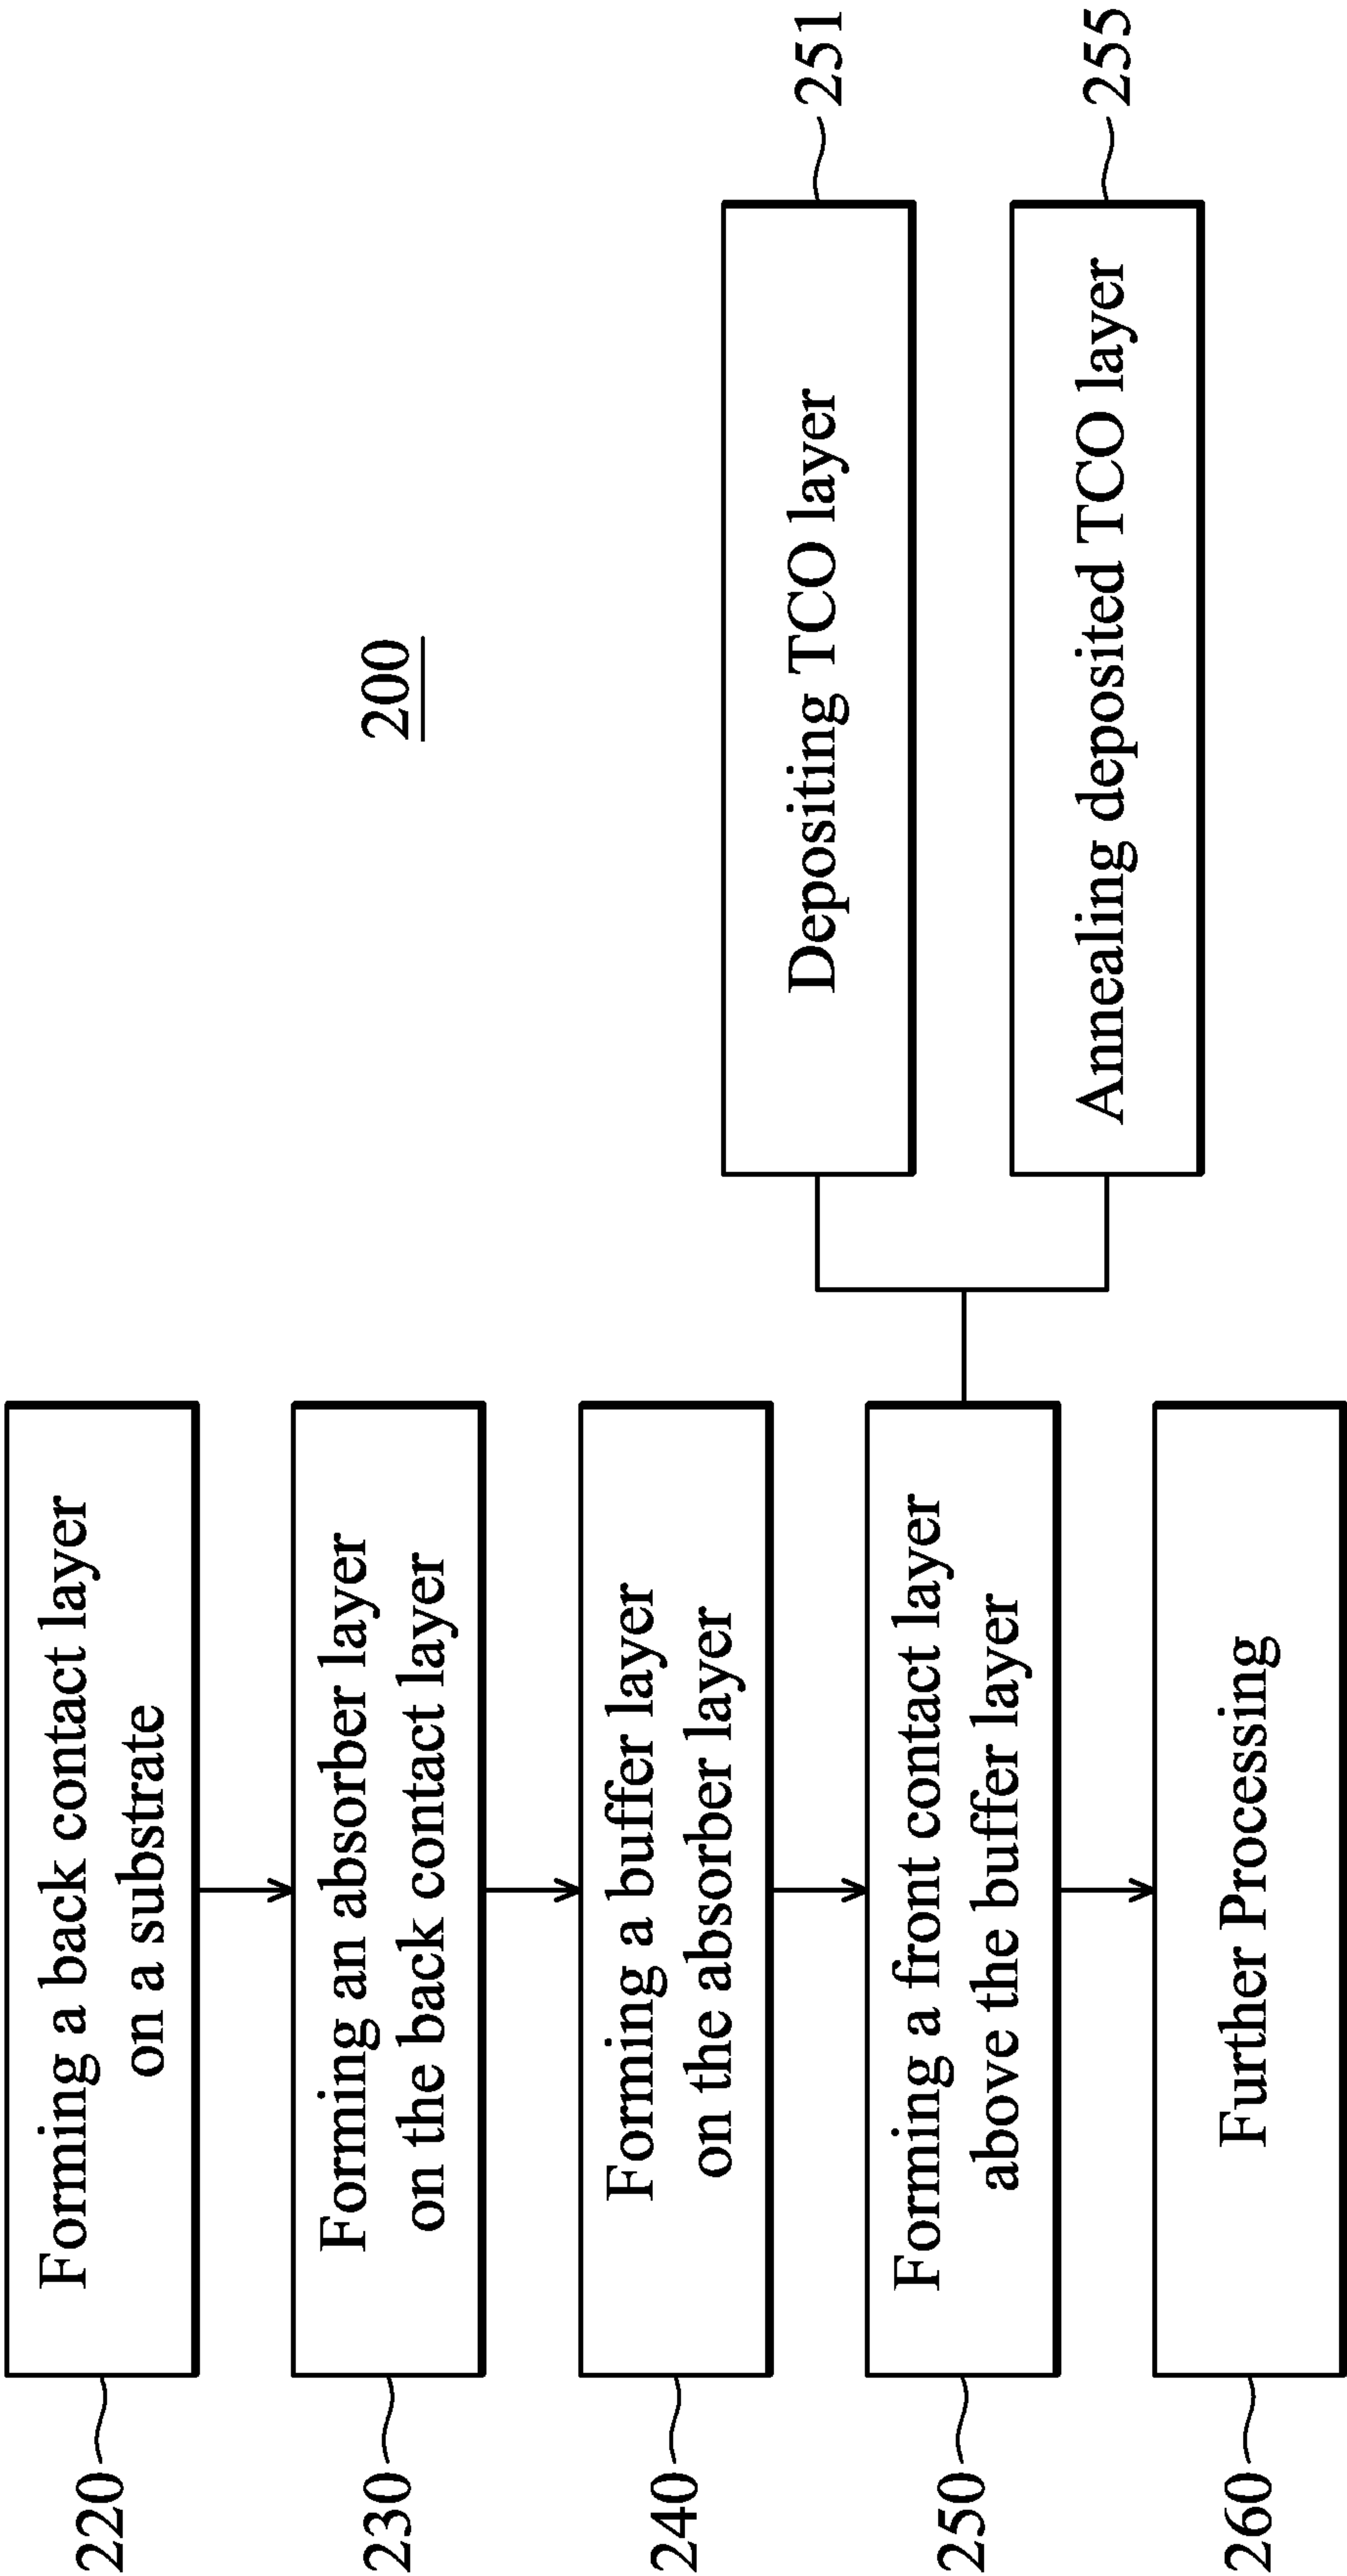 200
220
Forming a back contact layer
on a substrate
230
Forming an absorber layer
on the back contact layer
240
Forming a buffer layer
on the absorber layer
250
Forming a front contact layer
above the buffer layer
Depositing TCO layer
251
Annealing deposited TCO layer
255
260
Further Processing